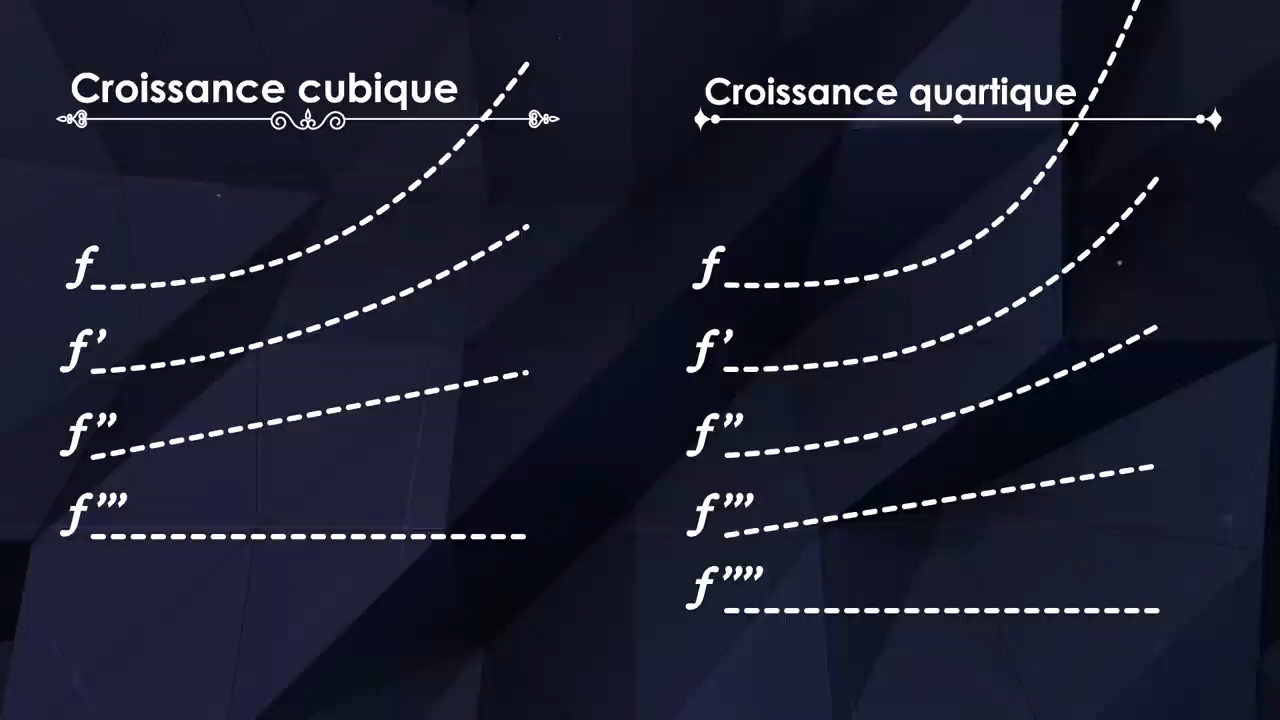 Croissance cubique
f
f’
f’’
f’’’
Croissance quartique
f
f’
f’’
f’’’
f’’’’